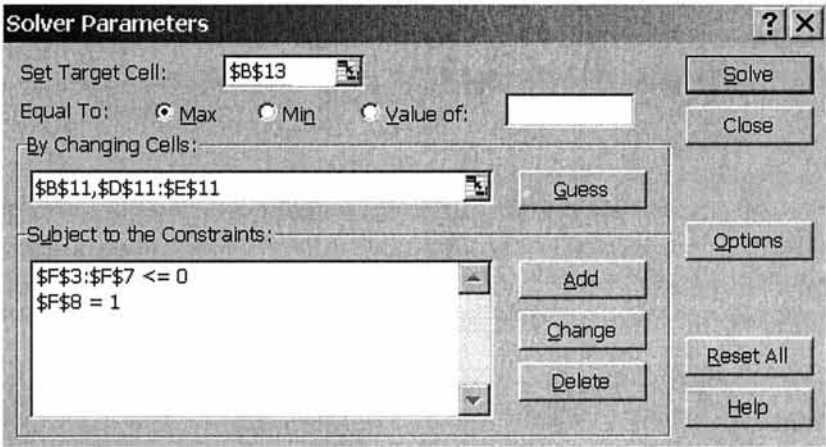 Solver Parameters
? X
Set Target Cell: $B$13
Solve
Equal To: Max Min Value of:
Close
By Changing Cells:
$B$11,$D$11:$E$11
Guess
Subject to the Constraints:
Options
$F$3:$F$7 <= 0
$F$8 = 1
Add
Change
Reset All
Delete
Help